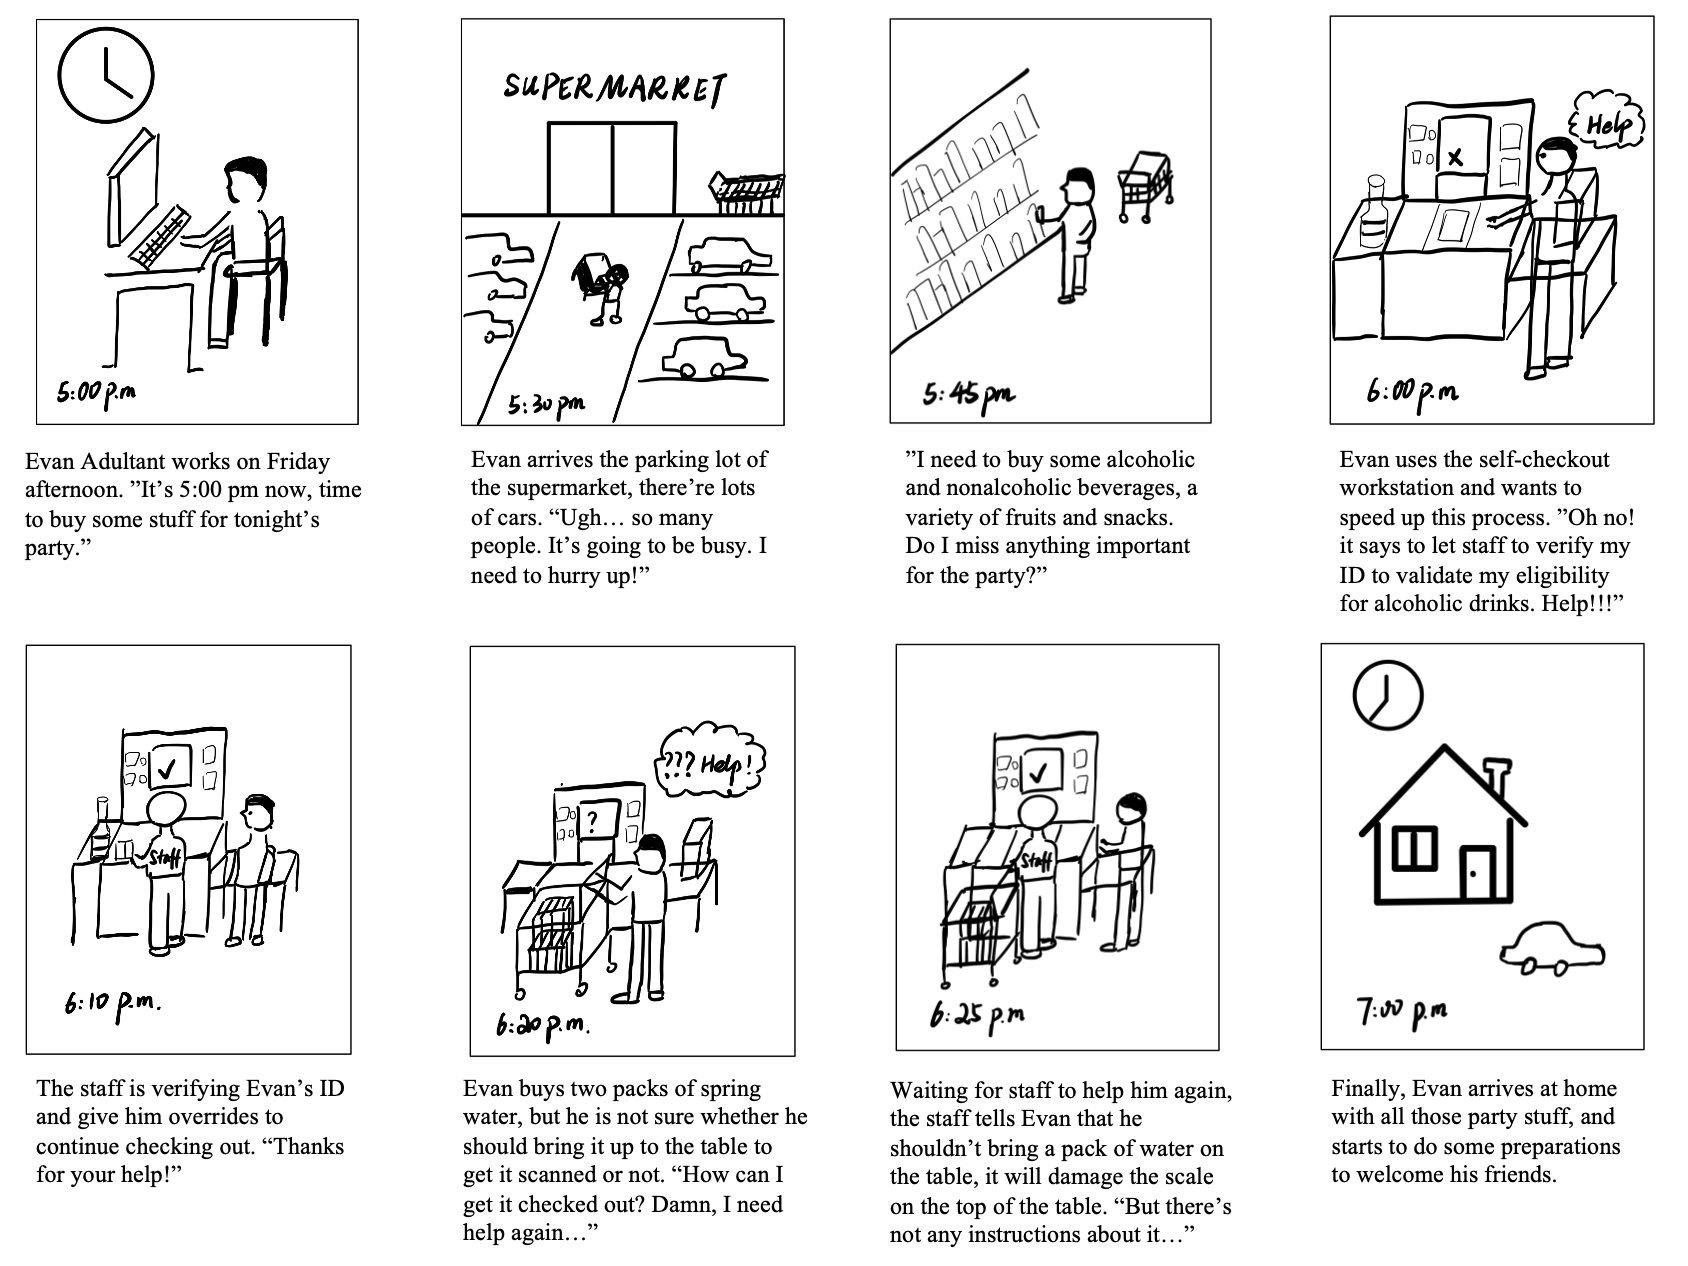 5:00 p.m
Evan Adultant works on Friday
afternoon. ”It’s 5:00 pm now, time
to buy some stuff for tonight’s
party.”
SUPERMARKET
5:30 pm
Evan arrives the parking lot of
the supermarket, there’re lots
of cars. “Ugh… so many
people. It’s going to be busy. I
need to hurry up!”
5:45 pm
”I need to buy some alcoholic
and nonalcoholic beverages, a
variety of fruits and snacks.
Do I miss anything important
for the party?”
Help
x
6:00 p.m
Evan uses the self-checkout
workstation and wants to
speed up this process. ”Oh no!
it says to let staff to verify my
ID to validate my eligibility
for alcoholic drinks. Help!!!”
Staff
6:10 p.m.
The staff is verifying Evan’s ID
and give him overrides to
continue checking out. “Thanks
for your help!”
??? Help!
?
6:20 p.m.
Evan buys two packs of spring
water, but he is not sure whether he
should bring it up to the table to
get it scanned or not. “How can I
get it checked out? Damn, I need
help again…”
Staff
6:25 p.m
Waiting for staff to help him again,
the staff tells Evan that he
shouldn’t bring a pack of water on
the table, it will damage the scale
on the top of the table. “But there’s
not any instructions about it…”
7:00 p.m
Finally, Evan arrives at home
with all those party stuff, and
starts to do some preparations
to welcome his friends.